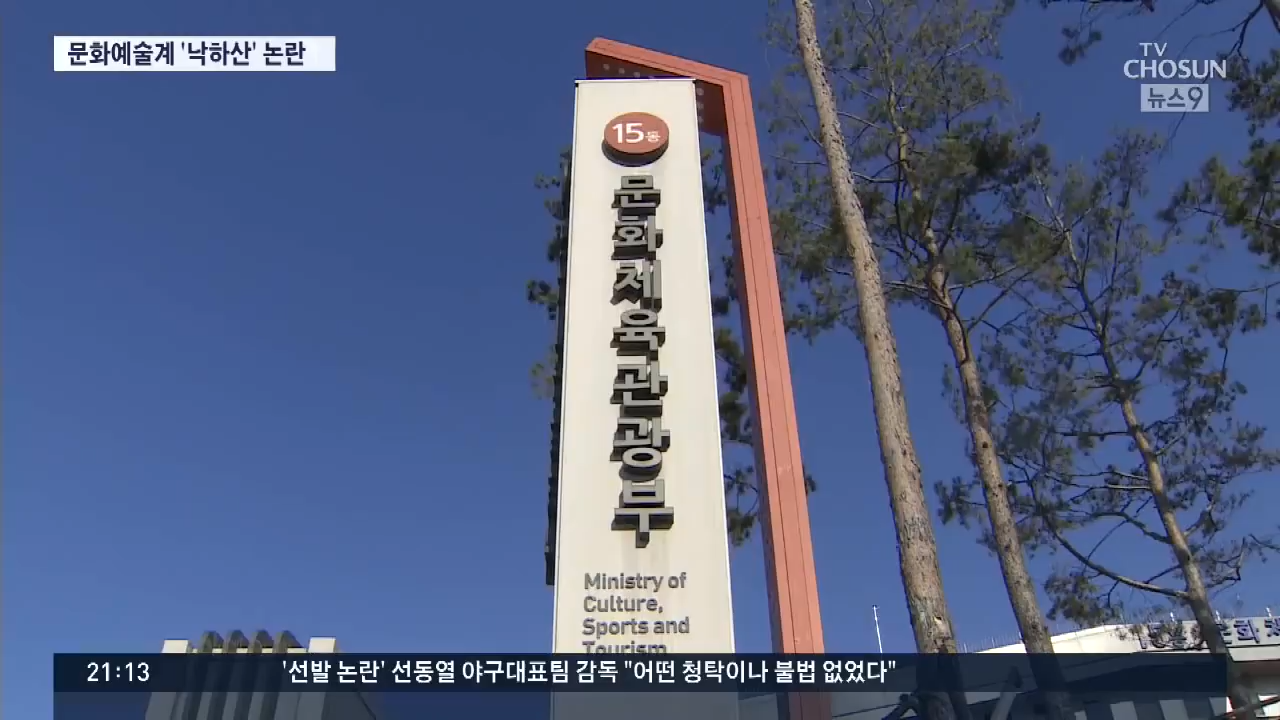 문화예술계 '낙하산' 논란
TV
CHOSUN
뉴스9
15동
문화체육관광부
Ministry of
Culture,
Sports and
Tourism
21:13 '선발 논란' 선동열 야구대표팀 감독 "어떤 청탁이나 불법 없었다"